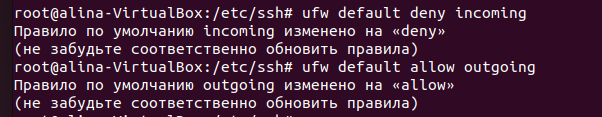 root@alina-VirtualBox:/etc/ssh# ufw default deny incoming
Правило по умолчанию incoming изменено на «deny»
(не забудьте соответственно обновить правила)
root@alina-VirtualBox:/etc/ssh# ufw default allow outgoing
Правило по умолчанию outgoing изменено на «allow»
(не забудьте соответственно обновить правила)